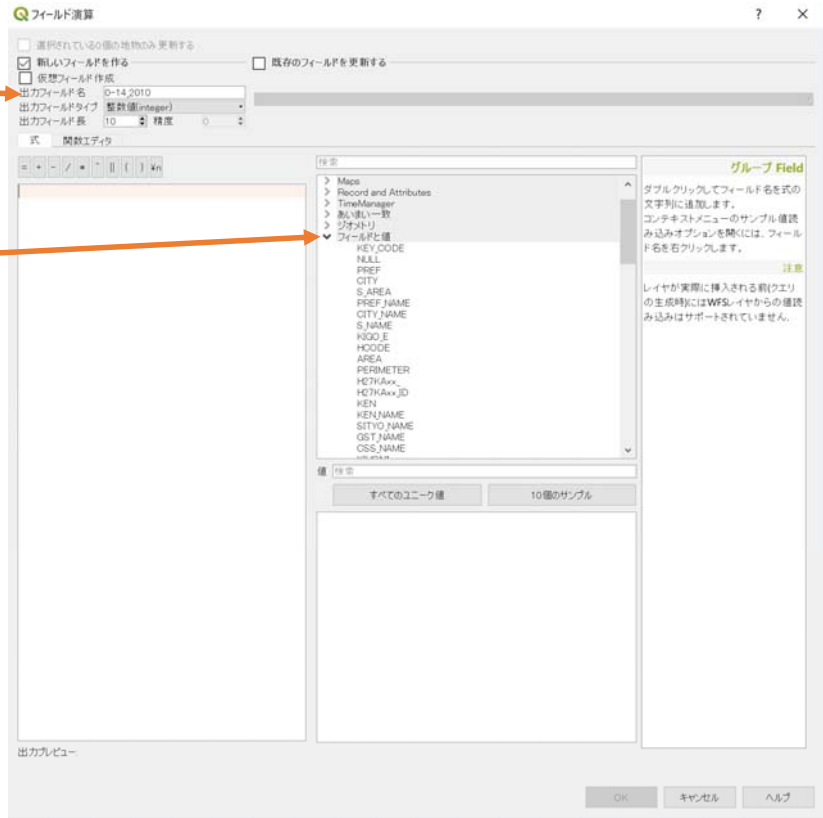 フィールド演算 ? ×
選択されている0個の地物のみ更新する
新しいフィールドを作る 既存のフィールドを更新する
仮想フィールド作成
出力フィールド名 0-14_2010
出力フィールドタイプ 整数値(integer)
出力フィールド長 10 精度 0
式 関数エディタ
= + - / * ^ || ( ) ¥n
検索
グループ Field
Maps
Record and Attributes
TimeManager
あいまい一致
ジオメトリ
フィールドと値
KEY_CODE
NULL
PREF
CITY
S_AREA
PREF_NAME
CITY_NAME
S_NAME
KIGO_E
HCODE
AREA
PERIMETER
H27KAxx_
H27KAxx_ID
KEN
KEN_NAME
SITYO_NAME
GST_NAME
CSS_NAME
ダブルクリックしてフィールド名を式の
文字列に追加します。
コンテキストメニューのサンプル値読
み込みオプションを開くには、フィール
ド名を右クリックします。
注意
レイヤが実際に挿入される前(クエリ
の生成時)にはWFSレイヤからの値読
み込みはサポートされていません.
値 検索
すべてのユニーク値 10個のサンプル
出力プレビュー:
OK キャンセル ヘルプ